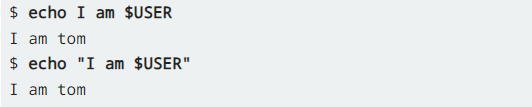 $ echo I am $USER
I am tom
$ echo "I am $USER"
I am tom